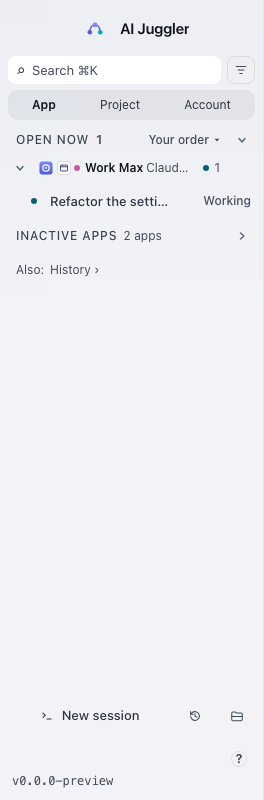 AI Juggler
Search ⌘K
App Project Account
OPEN NOW 1 Your order
Work Max Claud... 1
Refactor the setti... Working
INACTIVE APPS 2 apps
Also: History ›
New session
?
v0.0.0-preview